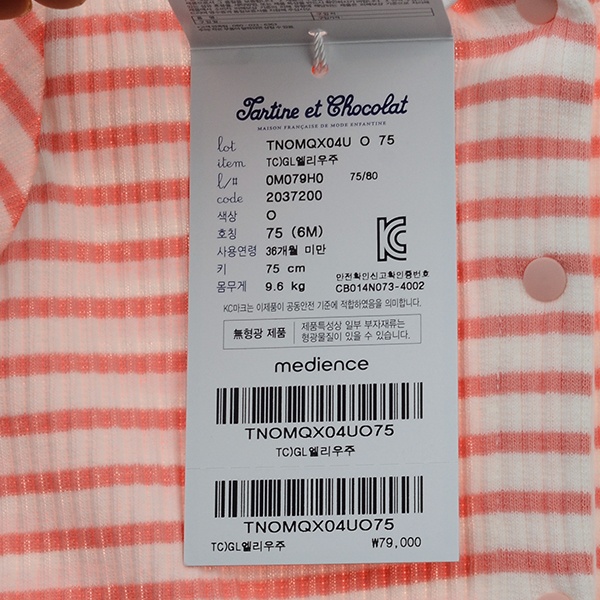 Tartine et Chocolat
MAISON FRANÇAISE DE MODE ENFANTINE
lot TNOMQX04U O 75
item TC)GL엘리우주
l/# 0M079H0 75/80
code 2037200
색상 O
호칭 75 (6M)
사용연령 36개월 미만
키 75 cm
몸무게 9.6 kg
안전확인신고확인증번호
CB014N073-4002
KC마크는 이제품이 공동안전 기준에 적합하였음을 의미합니다.
無형광 제품
제품특성상 일부 부자재류는
형광물질이 있을 수 있습니다.
medience
TNOMQX04UO75
TC)GL엘리우주
TNOMQX04UO75
TC)GL엘리우주 ₩79,000